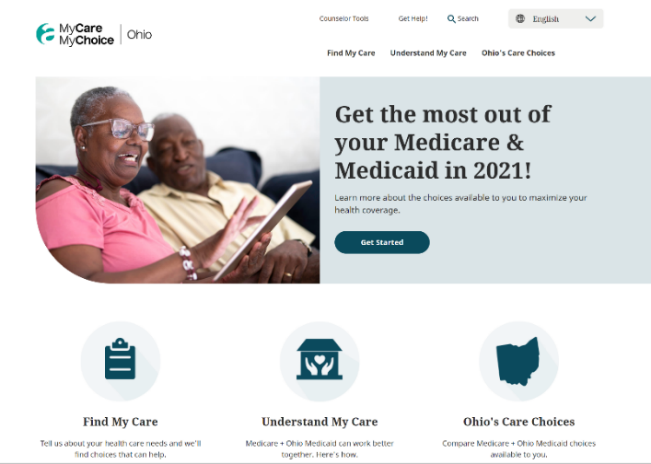 MyCare
MyChoice
Ohio
Counselor Tools
Get Help!
Search
English
Find My Care
Understand My Care
Ohio's Care Choices
Get the most out of
your Medicare &
Medicaid in 2021!
Learn more about the choices available to you to maximize your
health coverage.
Get Started
Find My Care
Tell us about your health care needs and we'll
find choices that can help.
Understand My Care
Medicare + Ohio Medicaid can work better
together. Here's how.
Ohio's Care Choices
Compare Medicare + Ohio Medicaid choices
available to you.